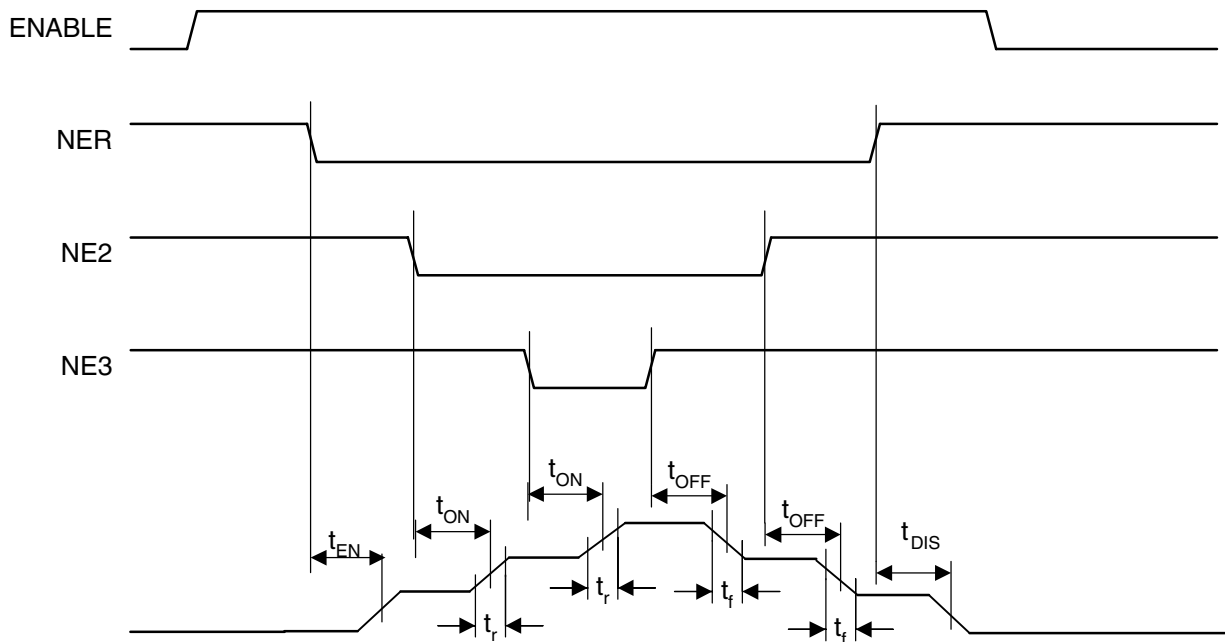 ENABLE
NER
NE2
NE3
tON
tOFF
tON
tOFF
tEN
tDIS
tr
tf
tr
tf